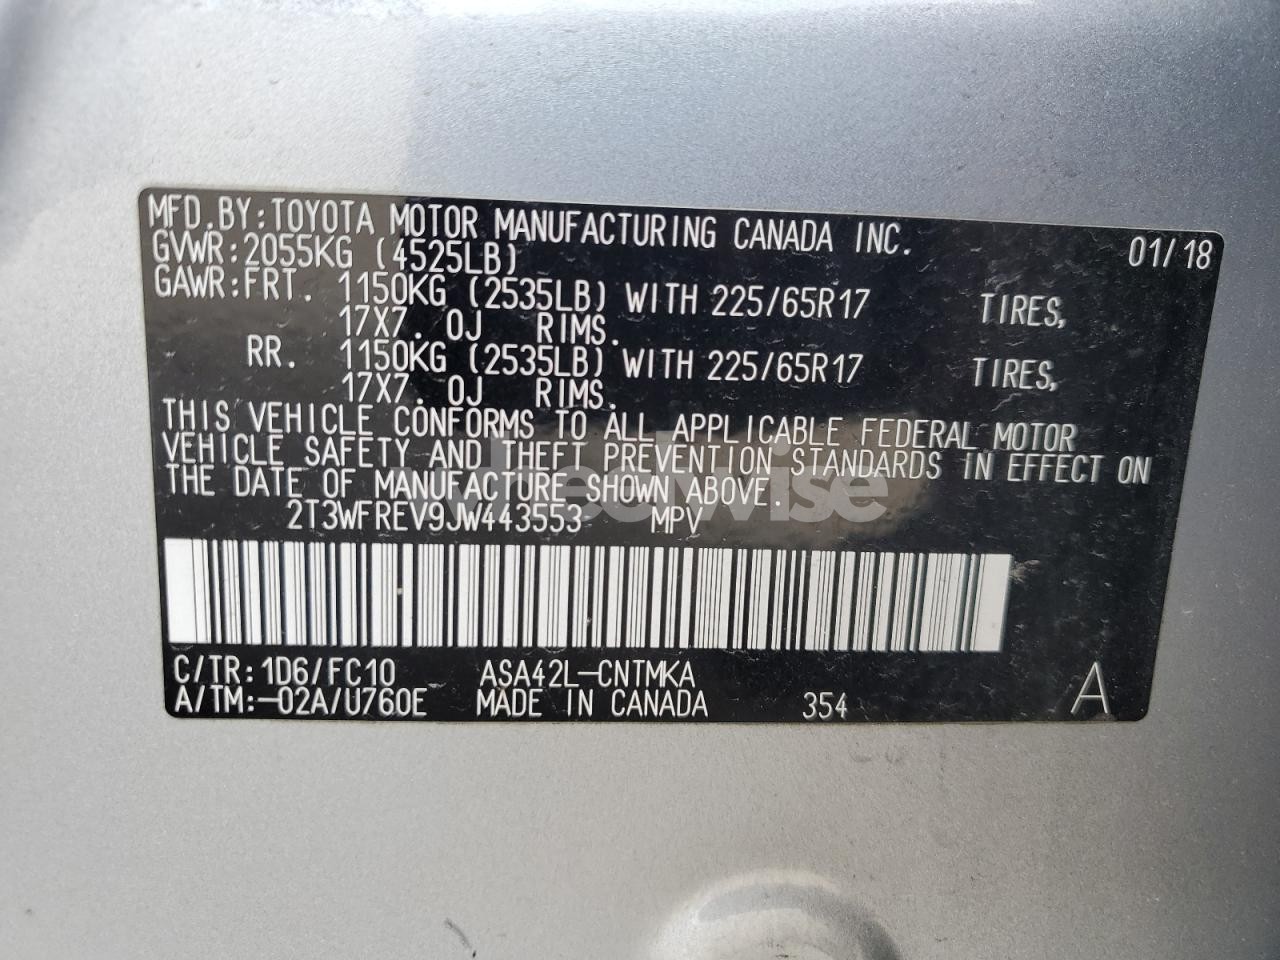 MFD.BY:TOYOTA MOTOR MANUFACTURING CANADA INC. 01/18
GVWR:2055KG (4525LB)
GAWR:FRT. 1150KG (2535LB) WITH 225/65R17 TIRES,
17X7.0J RIMS.
RR. 1150KG (2535LB) WITH 225/65R17 TIRES,
17X7.0J RIMS.
THIS VEHICLE CONFORMS TO ALL APPLICABLE FEDERAL MOTOR
VEHICLE SAFETY AND THEFT PREVENTION STANDARDS IN EFFECT ON
THE DATE OF MANUFACTURE SHOWN ABOVE.
2T3WFREV9JW443553 MPV
C/TR:1D6/FC10 ASA42L-CNTMKA
A/TM:-02A/U760E MADE IN CANADA 354 A